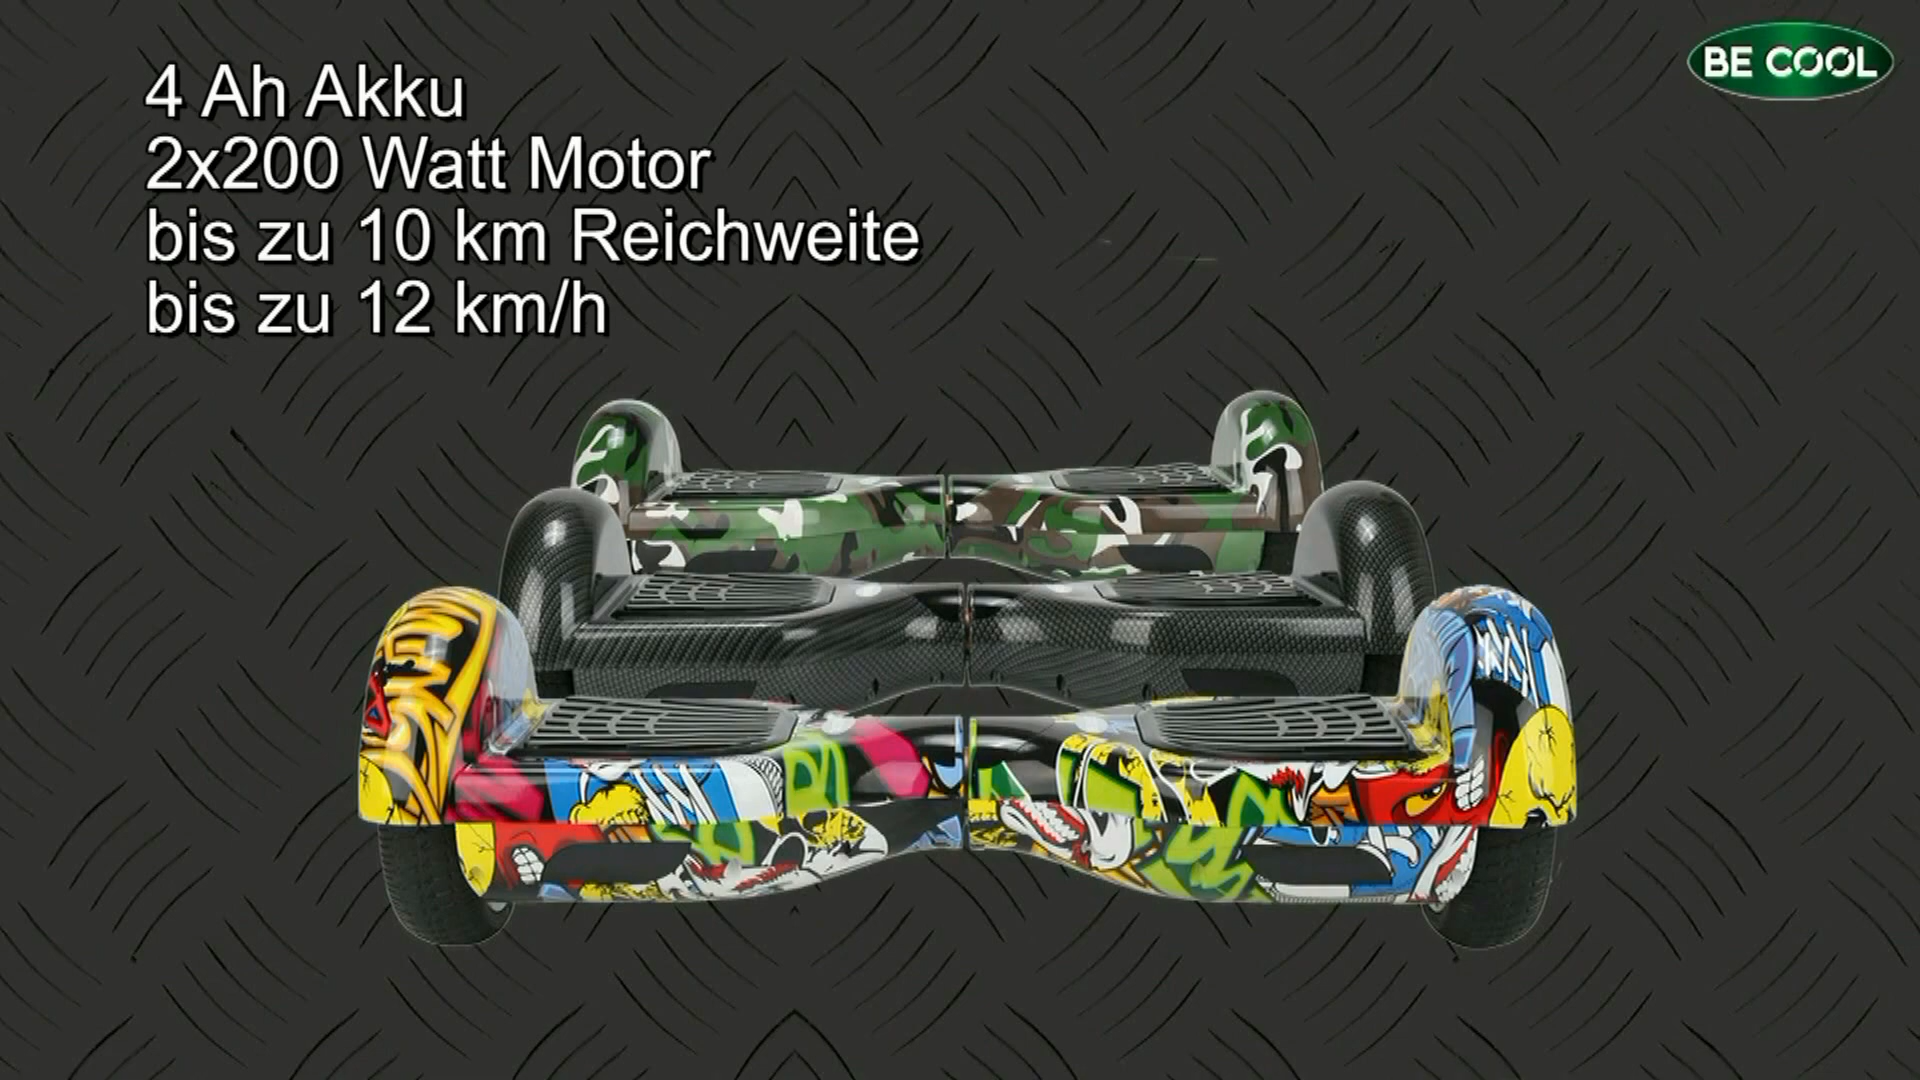 4 Ah Akku
2x200 Watt Motor
bis zu 10 km Reichweite
bis zu 12 km/h
BE COOL